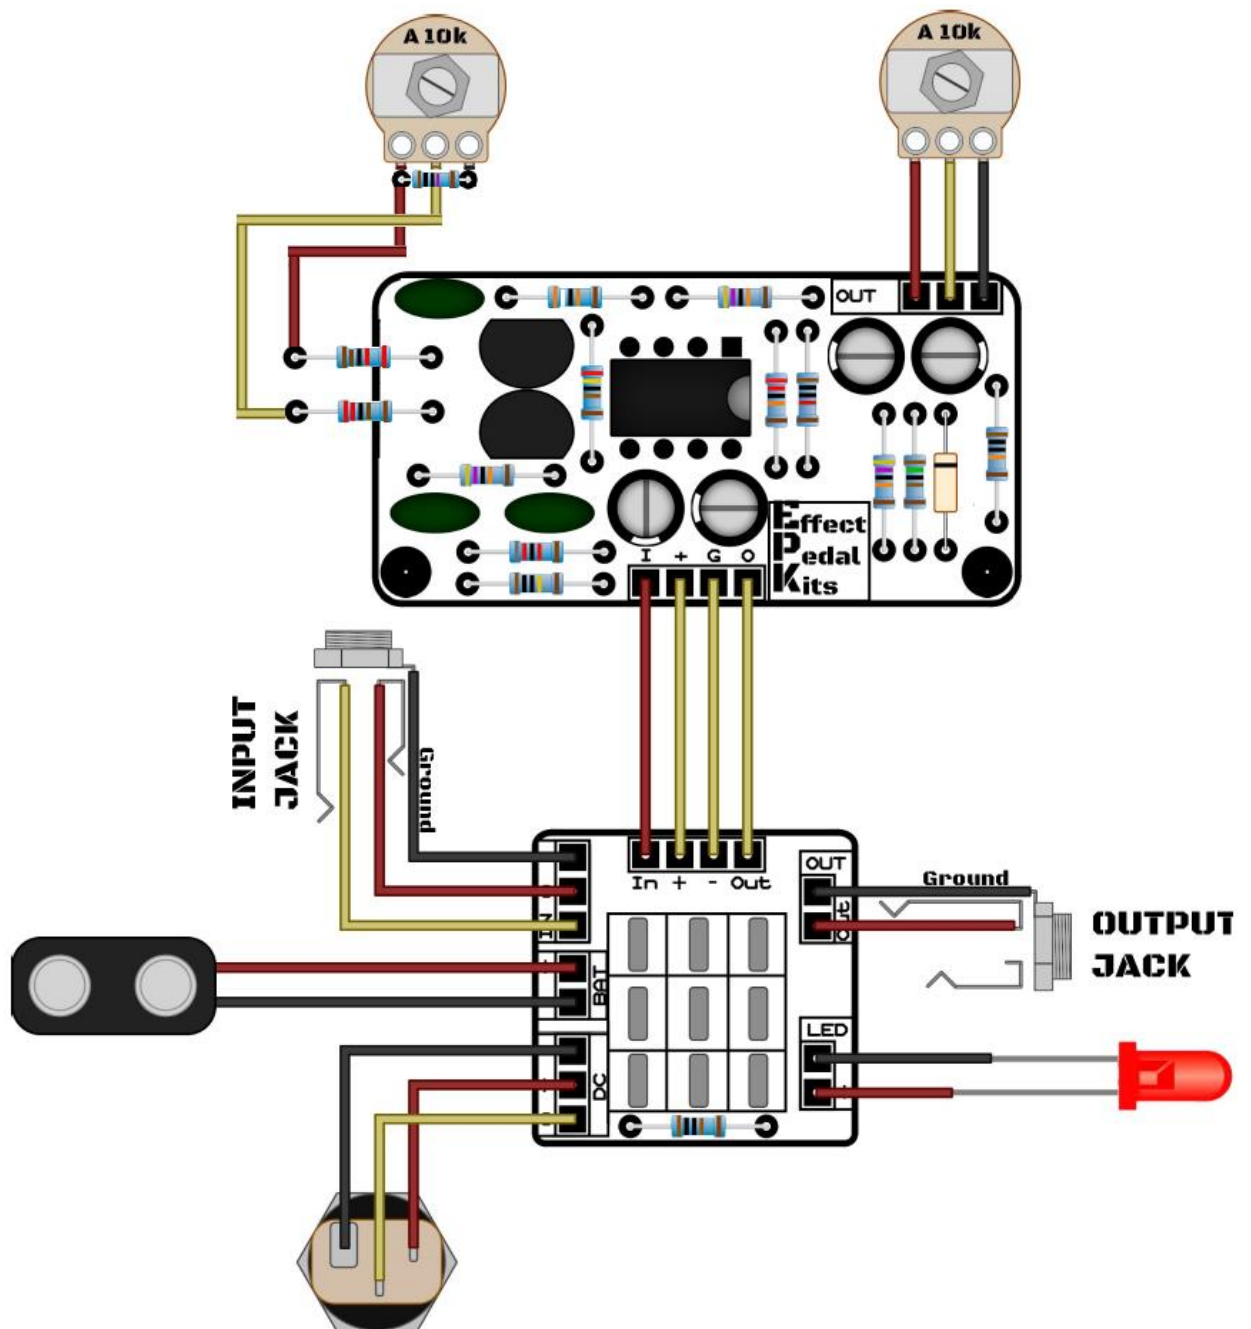 A 10k
A 10k
OUT
Effect
Pedal
Kits
I + G O
INPUT
JACK
Ground
In + - Out
OUT
Out
Ground
OUTPUT
JACK
IN
BAT
LED
DC